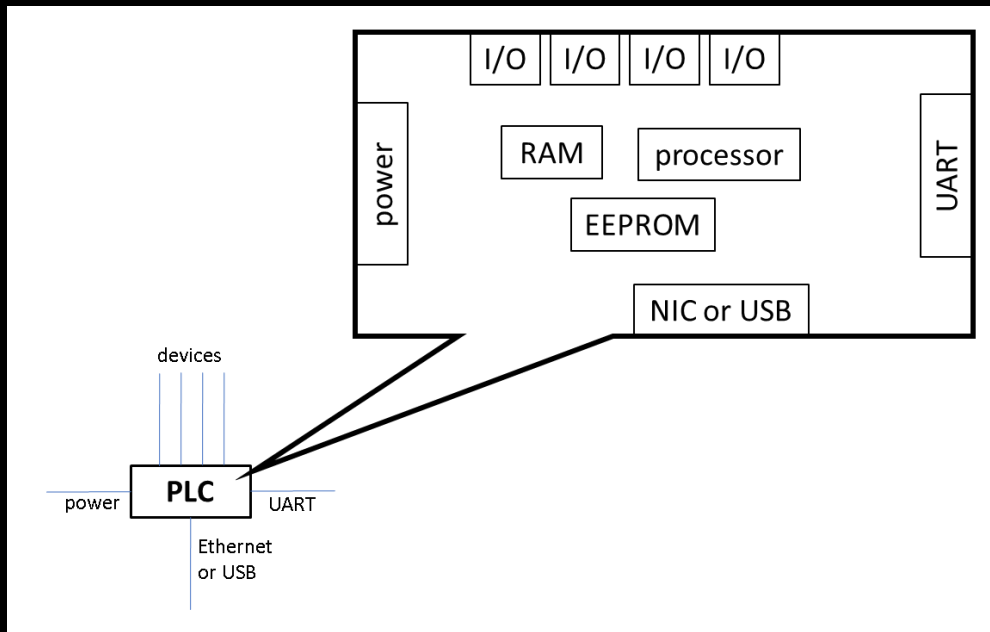 I/O I/O I/O I/O
RAM processor
power
UART
EEPROM
NIC or USB
devices
PLC
power
UART
Ethernet
or USB